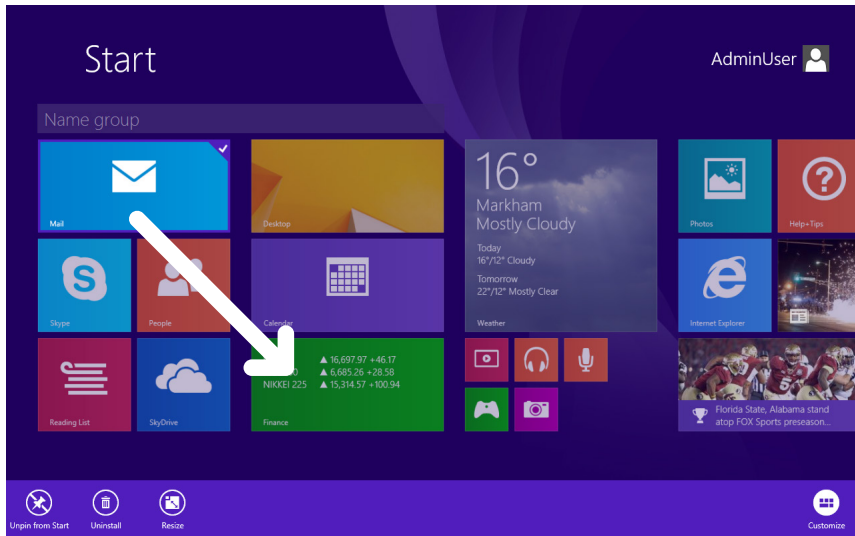 Start
AdminUser
Name group
Mail
Desktop
16°
Markham
Mostly Cloudy
Today
16°/12° Cloudy
Tomorrow
22°/12° Mostly Clear
Weather
Photos
Help+Tips
Skype
People
Calendar
Internet Explorer
▲ 16,697.97 +46.17
▲ 6,685.26 +28.58
NIKKEI 225 ▲ 15,314.57 +100.94
Finance
Reading List
SkyDrive
Florida State, Alabama stand
atop FOX Sports preseason...
Unpin from Start
Uninstall
Resize
Customize